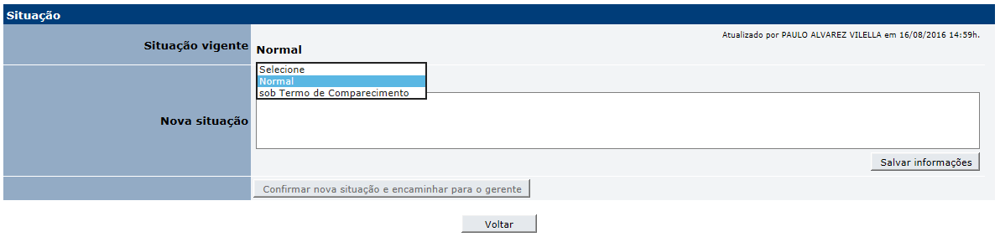 Situação
Atualizado por PAULO ALVAREZ VILELLA em 16/08/2016 14:59h.
Situação vigente
Normal
Selecione
Normal
sob Termo de Comparecimento
Nova situação
Salvar informações
Confirmar nova situação e encaminhar para o gerente
Voltar